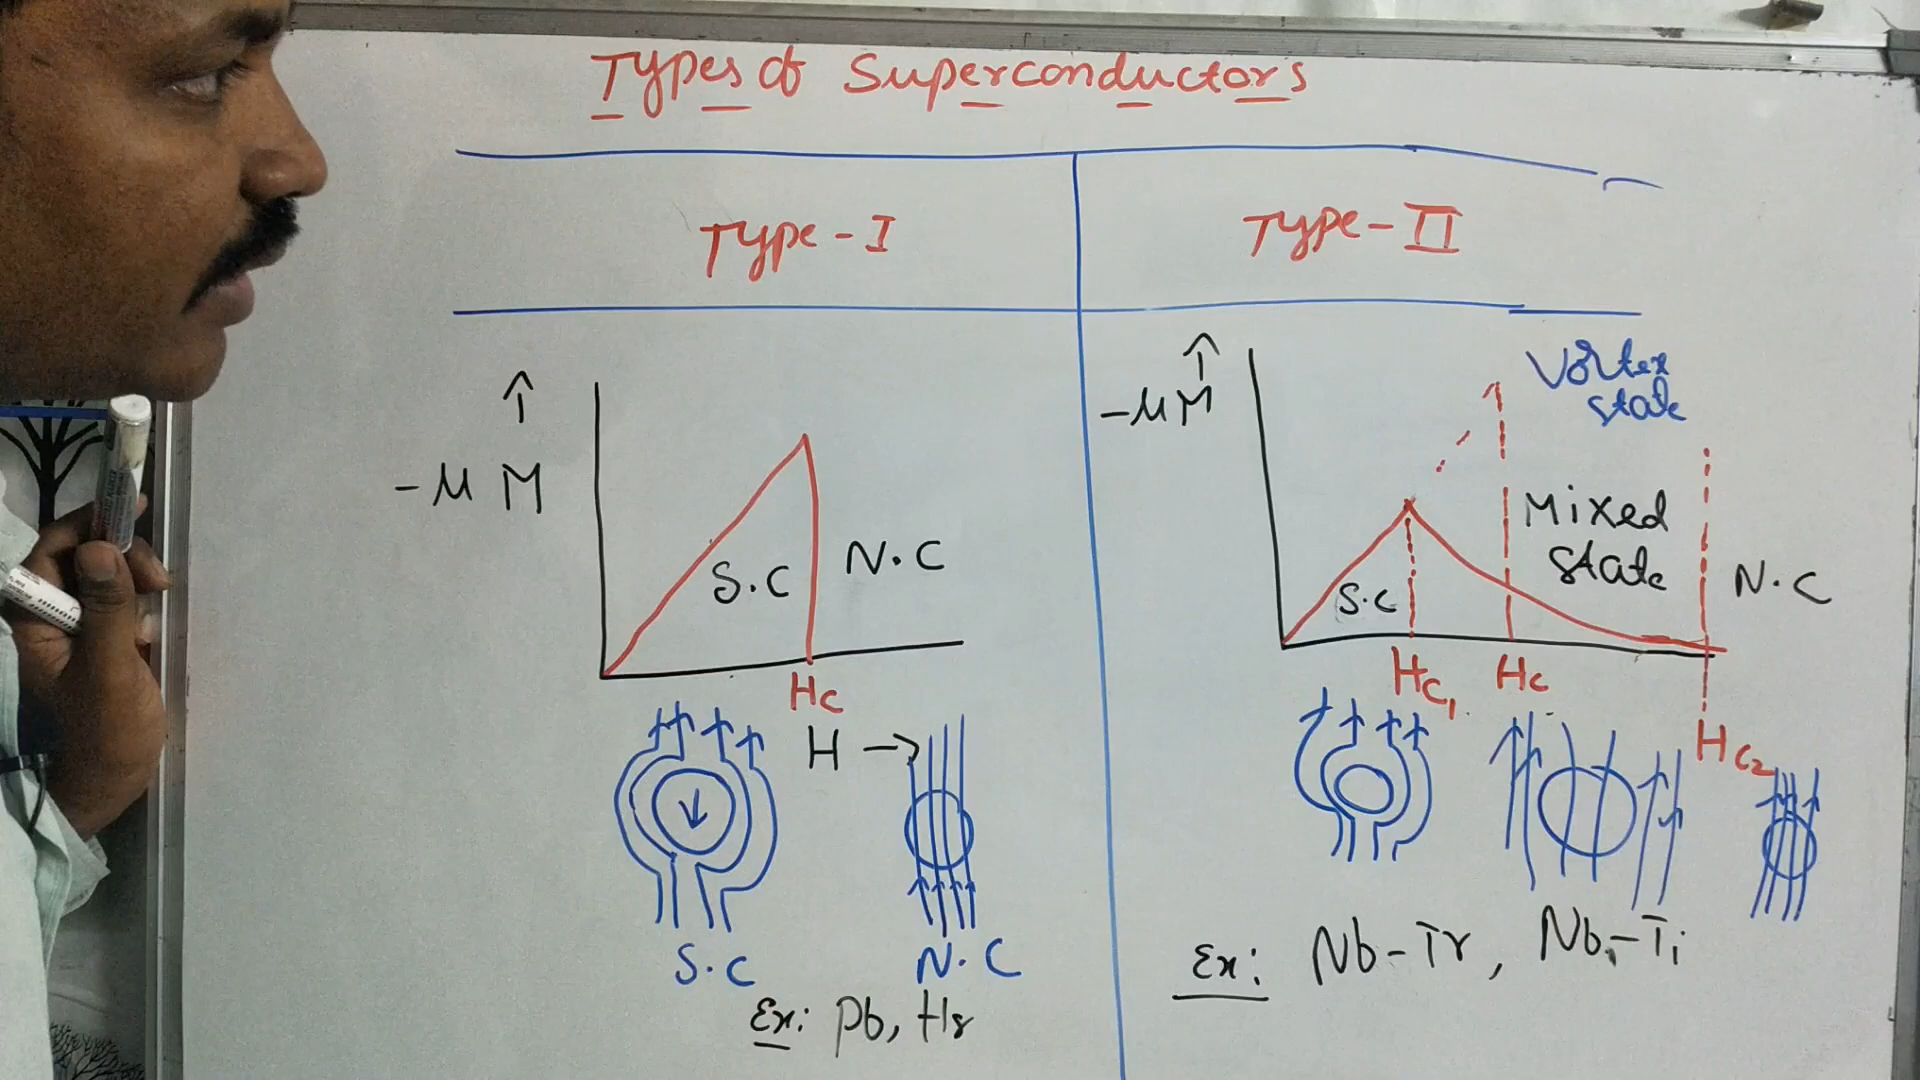 Types of Superconductors
Type-I
Type-II
-μ M
S.C
N.C
Hc
H →
S.C
N.C
Ex: Pb, Hg
-μM
Vortex
state
Mixed
state
S.C
N.C
Hc1
Hc
Hc2
Ex: Nb-Tr, Nb-Ti